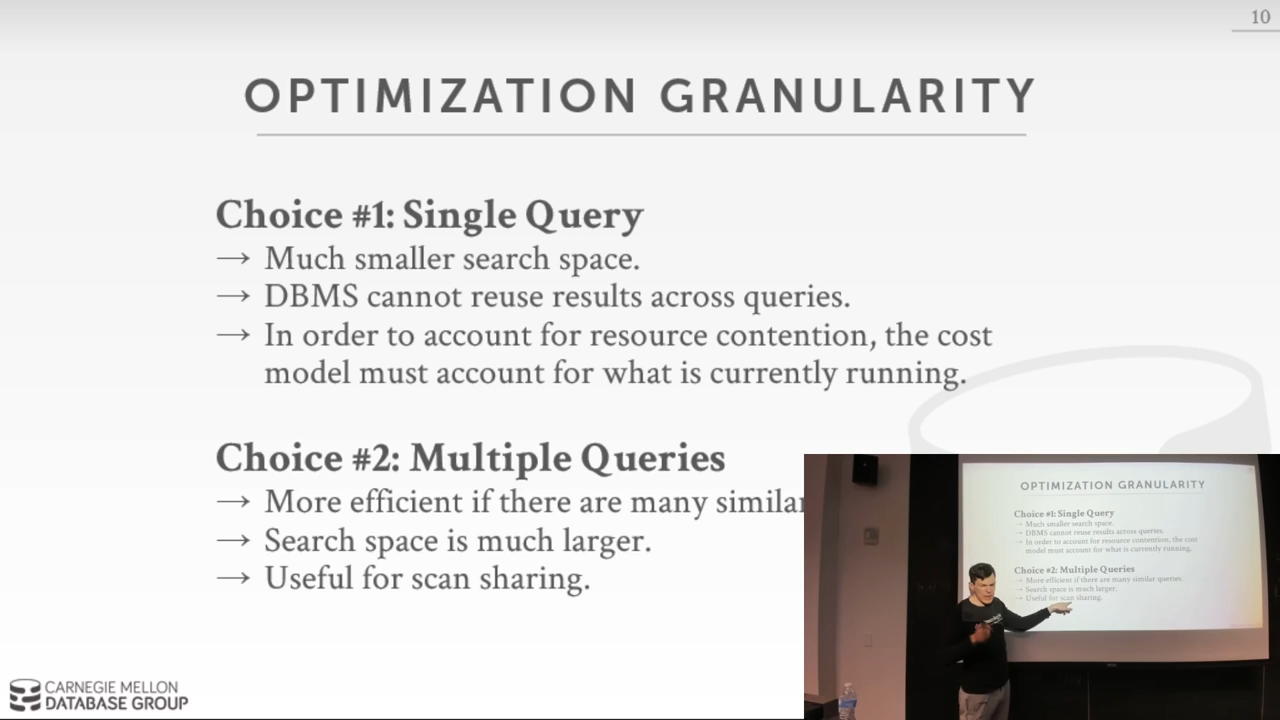 10
OPTIMIZATION GRANULARITY
Choice #1: Single Query
→ Much smaller search space.
→ DBMS cannot reuse results across queries.
→ In order to account for resource contention, the cost
model must account for what is currently running.
Choice #2: Multiple Queries
→ More efficient if there are many similar
→ Search space is much larger.
→ Useful for scan sharing.
CARNEGIE MELLON
DATABASE GROUP
OPTIMIZATION GRANULARITY
Choice #1: Single Query
→ Much smaller search space.
→ DBMS cannot reuse results across queries.
→ In order to account for resource contention, the cost
model must account for what is currently running.
Choice #2: Multiple Queries
→ More efficient if there are many similar queries.
→ Search space is much larger.
→ Useful for scan sharing.